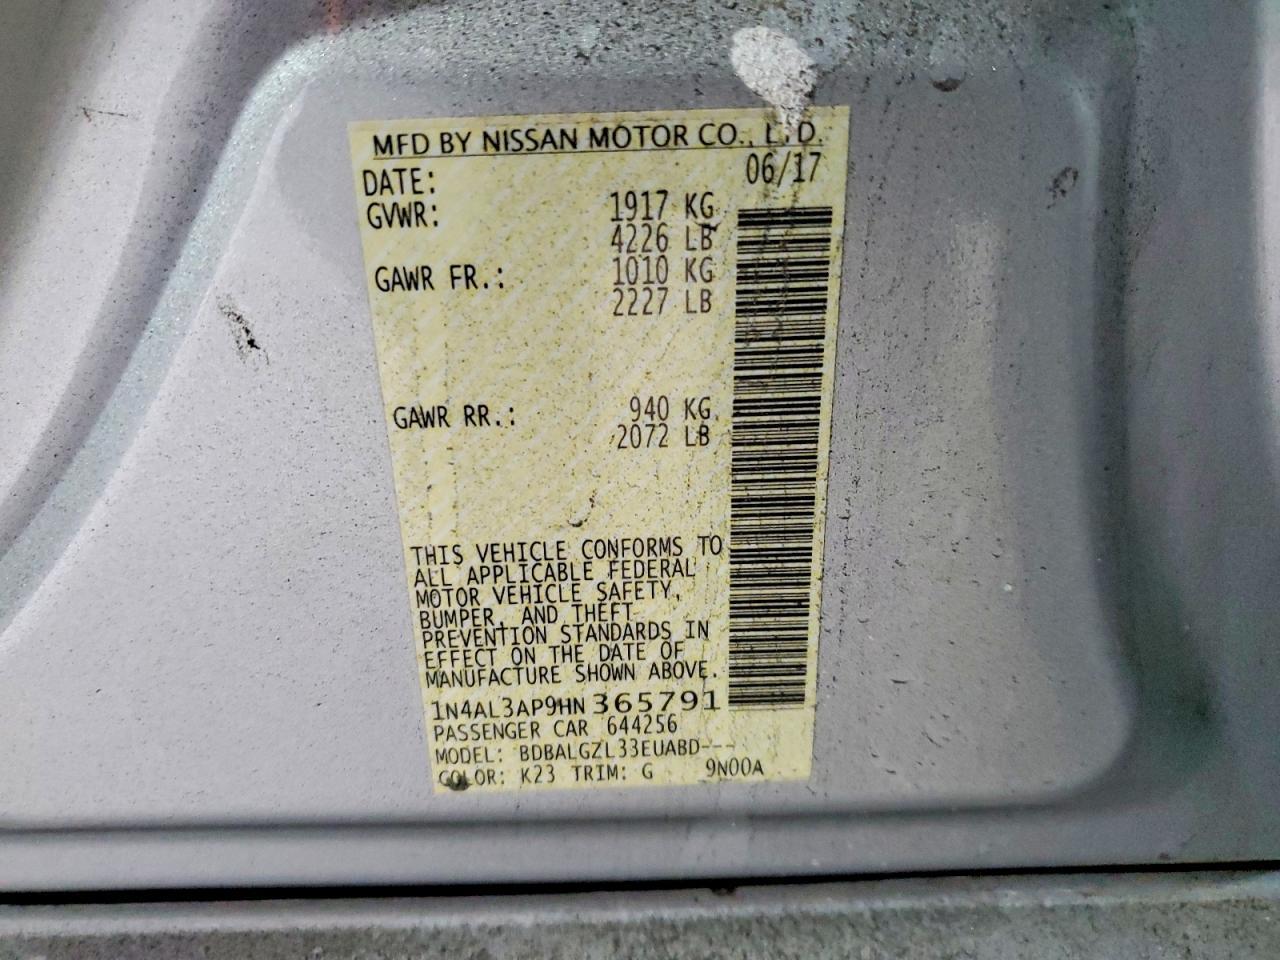 MFD BY NISSAN MOTOR CO., LTD.
DATE: 06/17
GVWR: 1917 KG
4226 LB
GAWR FR.: 1010 KG
2227 LB
GAWR RR.: 940 KG
2072 LB
THIS VEHICLE CONFORMS TO
ALL APPLICABLE FEDERAL
MOTOR VEHICLE SAFETY,
BUMPER, AND THEFT
PREVENTION STANDARDS IN
EFFECT ON THE DATE OF
MANUFACTURE SHOWN ABOVE.
1N4AL3AP9HN365791
PASSENGER CAR 644256
MODEL: BDBALGZL33EUABD---
COLOR: K23 TRIM: G 9N00A